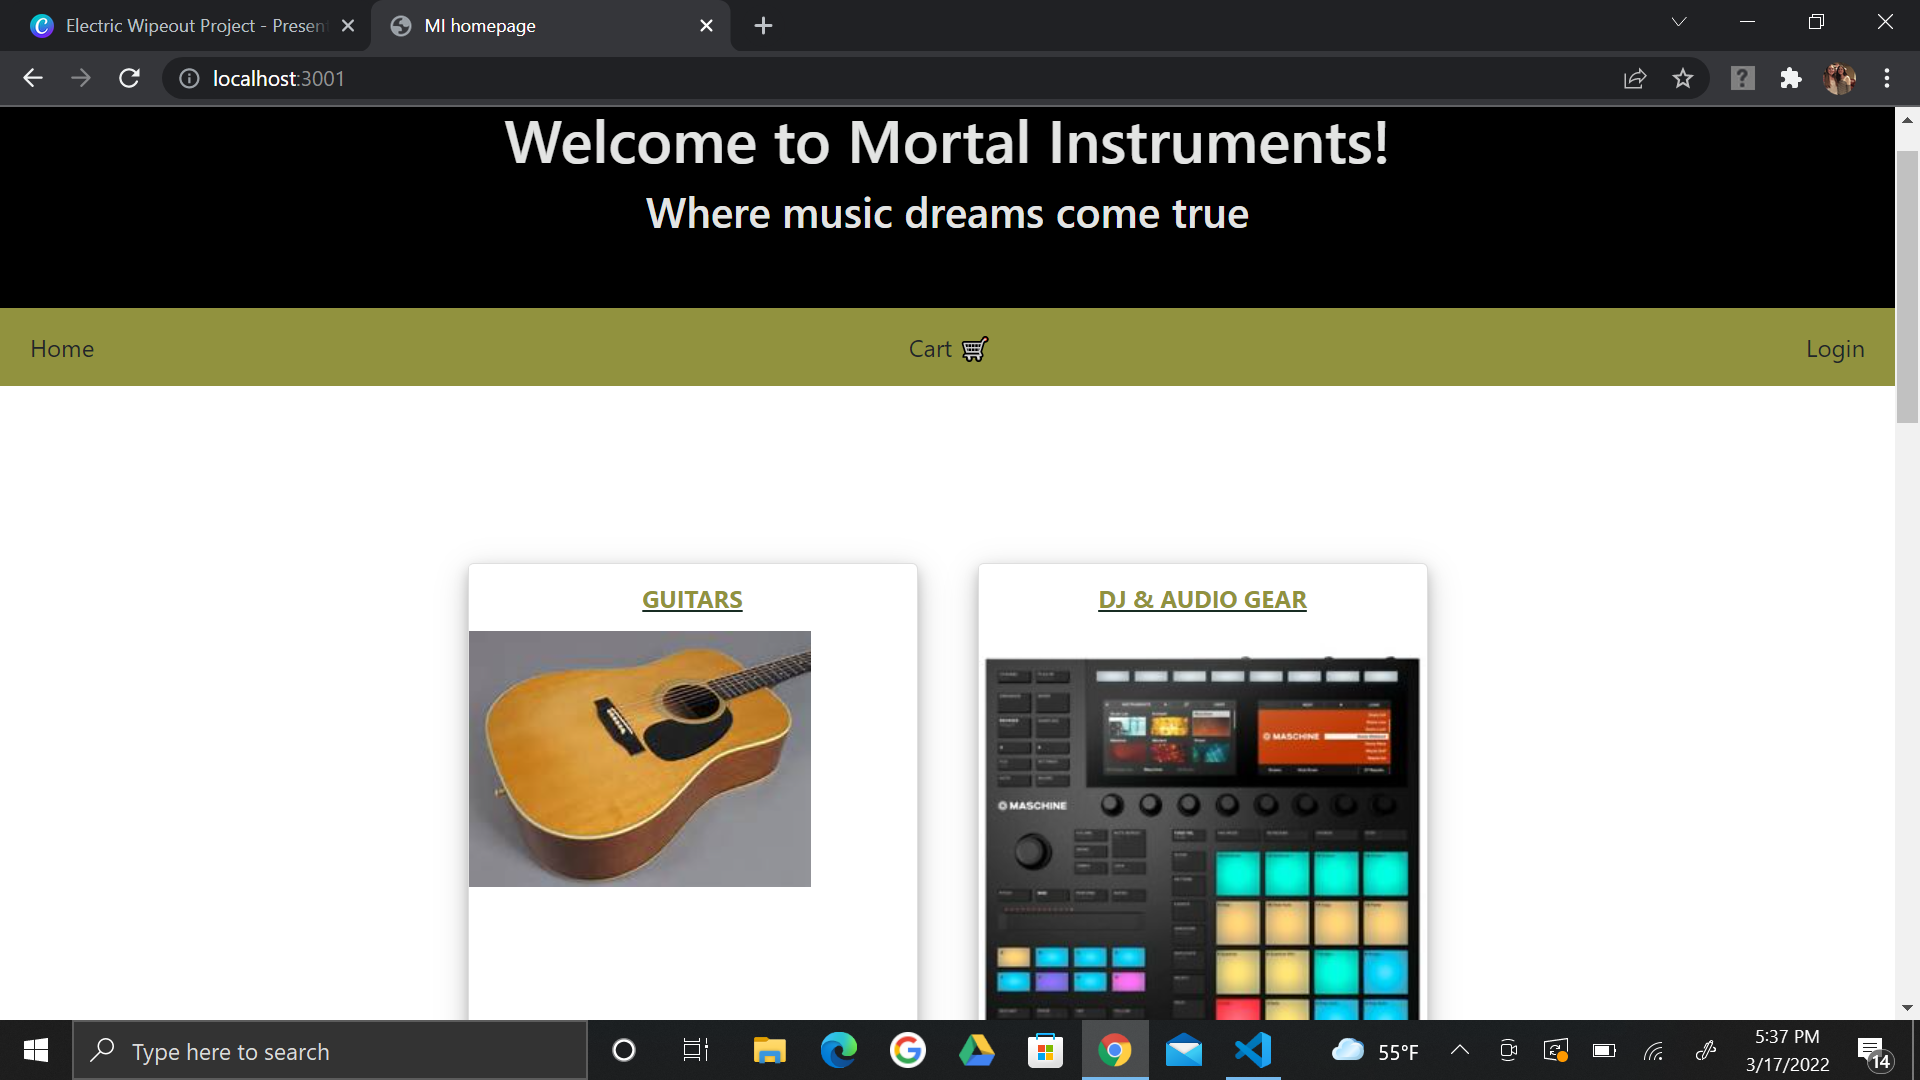 Electric Wipeout Project - Presen
MI homepage
localhost:3001
Welcome to Mortal Instruments!
Where music dreams come true
Home
Cart
Login
GUITARS
DJ & AUDIO GEAR
MASCHINE
MASCHINE
Type here to search
55°F
5:37 PM
3/17/2022
14